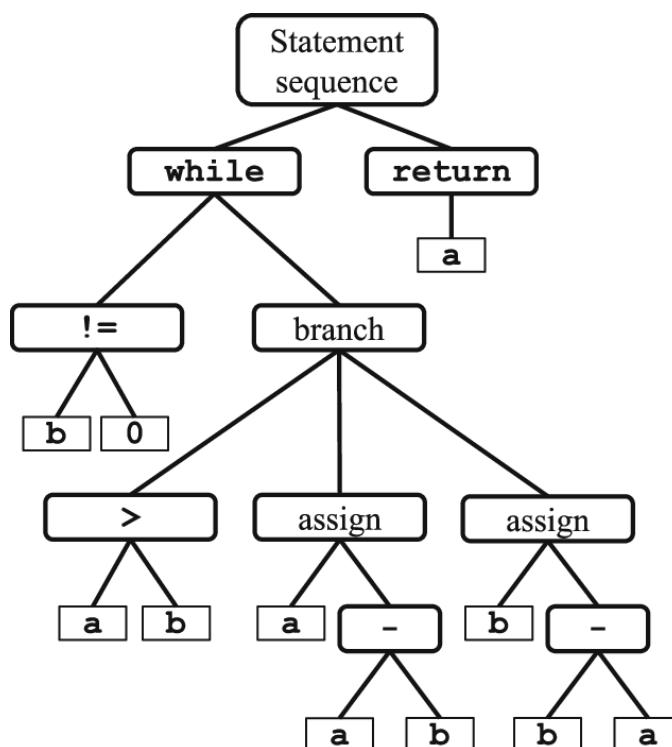 Statement
sequence
while return
a
!= branch
b 0
> assign assign
a b a - b -
a b b a